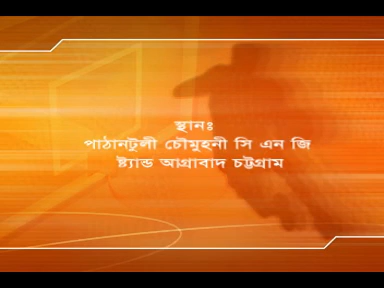 স্থানঃ
পাঠানটুলী চৌমুহনী সি এন জি
ষ্ট্যান্ড আগ্রাবাদ চট্টগ্রাম